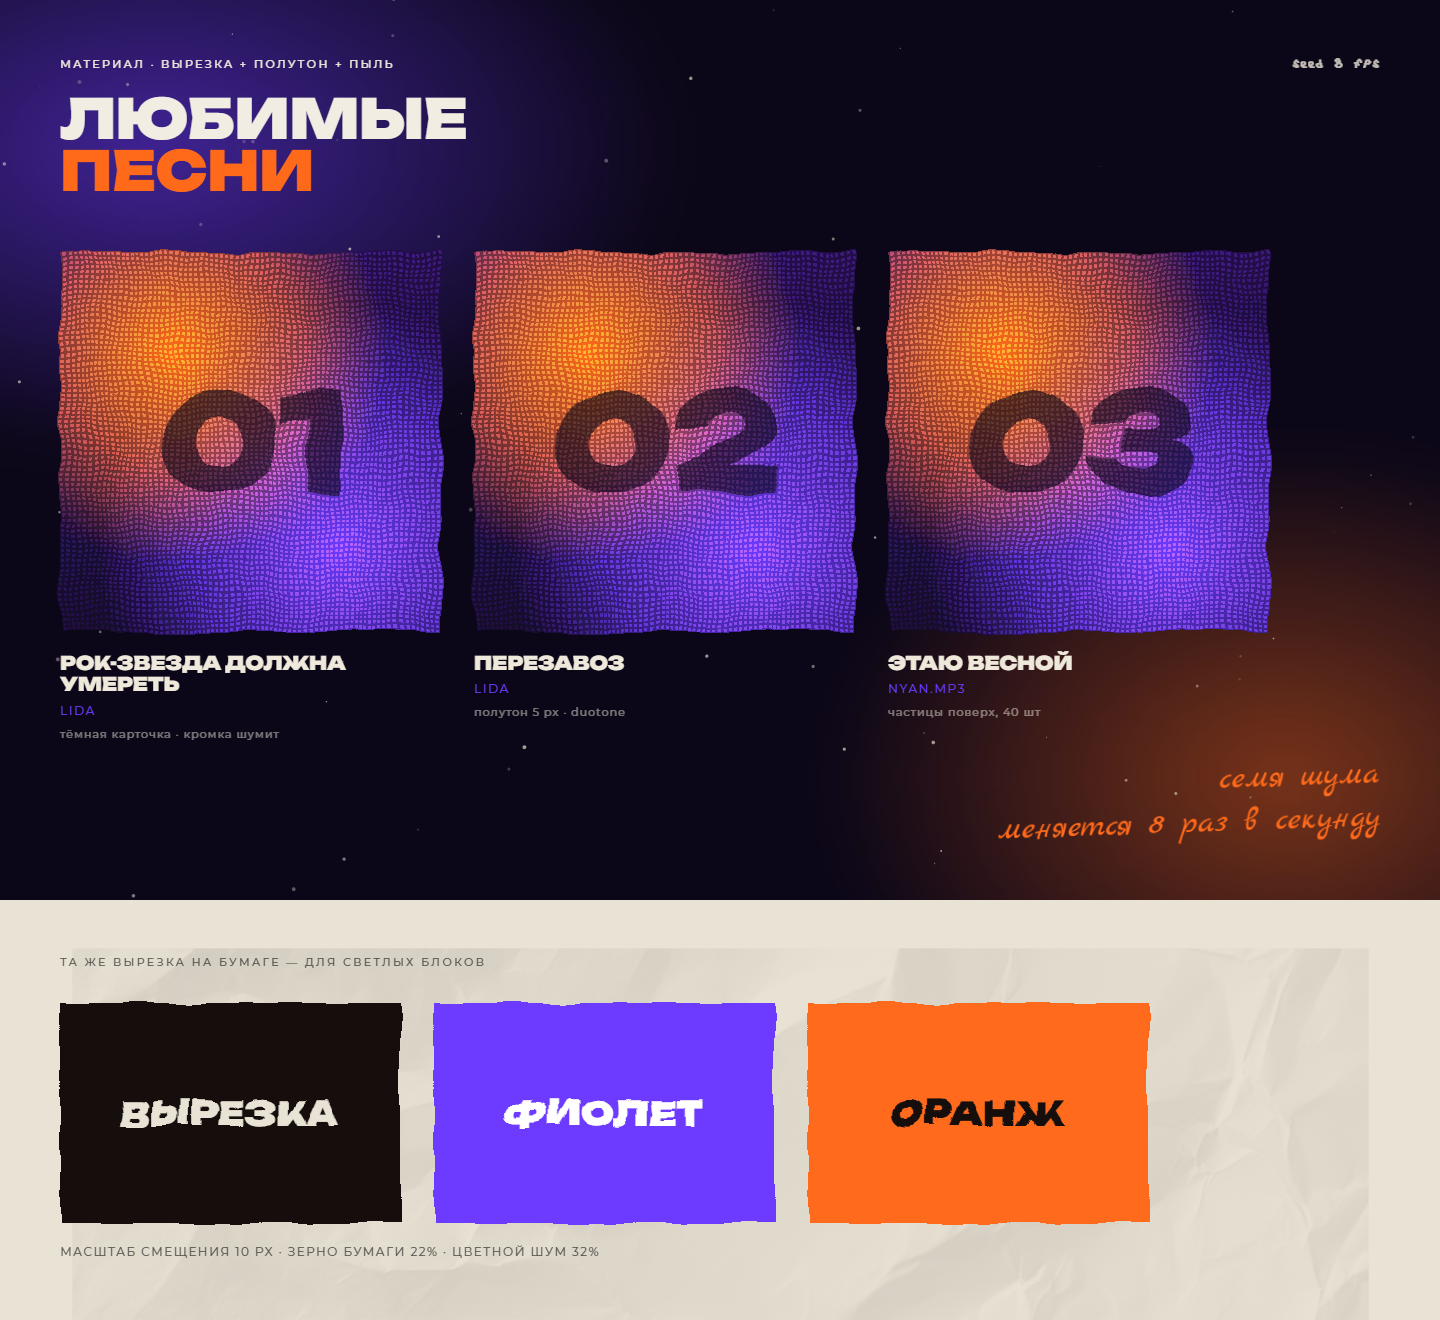 МАТЕРИАЛ · ВЫРЕЗКА + ПОЛУТОН + ПЫЛЬ
seed 8 fps
ЛЮБИМЫЕ
ПЕСНИ
01
02
03
РОК-ЗВЕЗДА ДОЛЖНА
УМЕРЕТЬ
LIDA
тёмная карточка · кромка шумит
ПЕРЕЗАВОЗ
LIDA
полутон 5 px · duotone
ЭТАЮ ВЕСНОЙ
NYAN.MP3
частицы поверх, 40 шт
семя шума
меняется 8 раз в секунду
ТА ЖЕ ВЫРЕЗКА НА БУМАГЕ — ДЛЯ СВЕТЛЫХ БЛОКОВ
ВЫРЕЗКА
ФИОЛЕТ
ОРАНЖ
МАСШТАБ СМЕЩЕНИЯ 10 PX · ЗЕРНО БУМАГИ 22% · ЦВЕТНОЙ ШУМ 32%